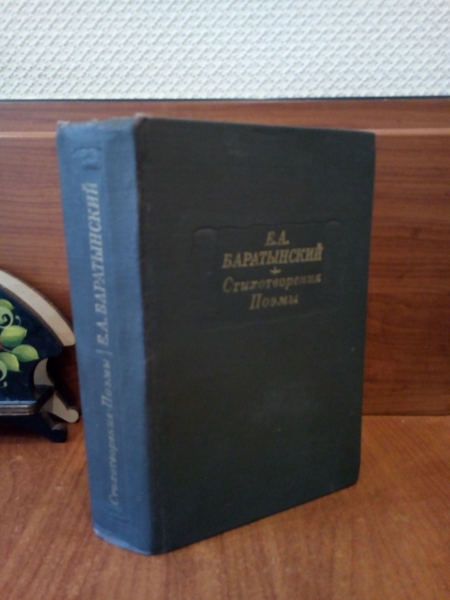 Е.А.
БАРАТЫНСКИЙ
Стихотворения
Поэмы
Стихотворения Поэмы / Е.А. БАРАТЫНСКИЙ